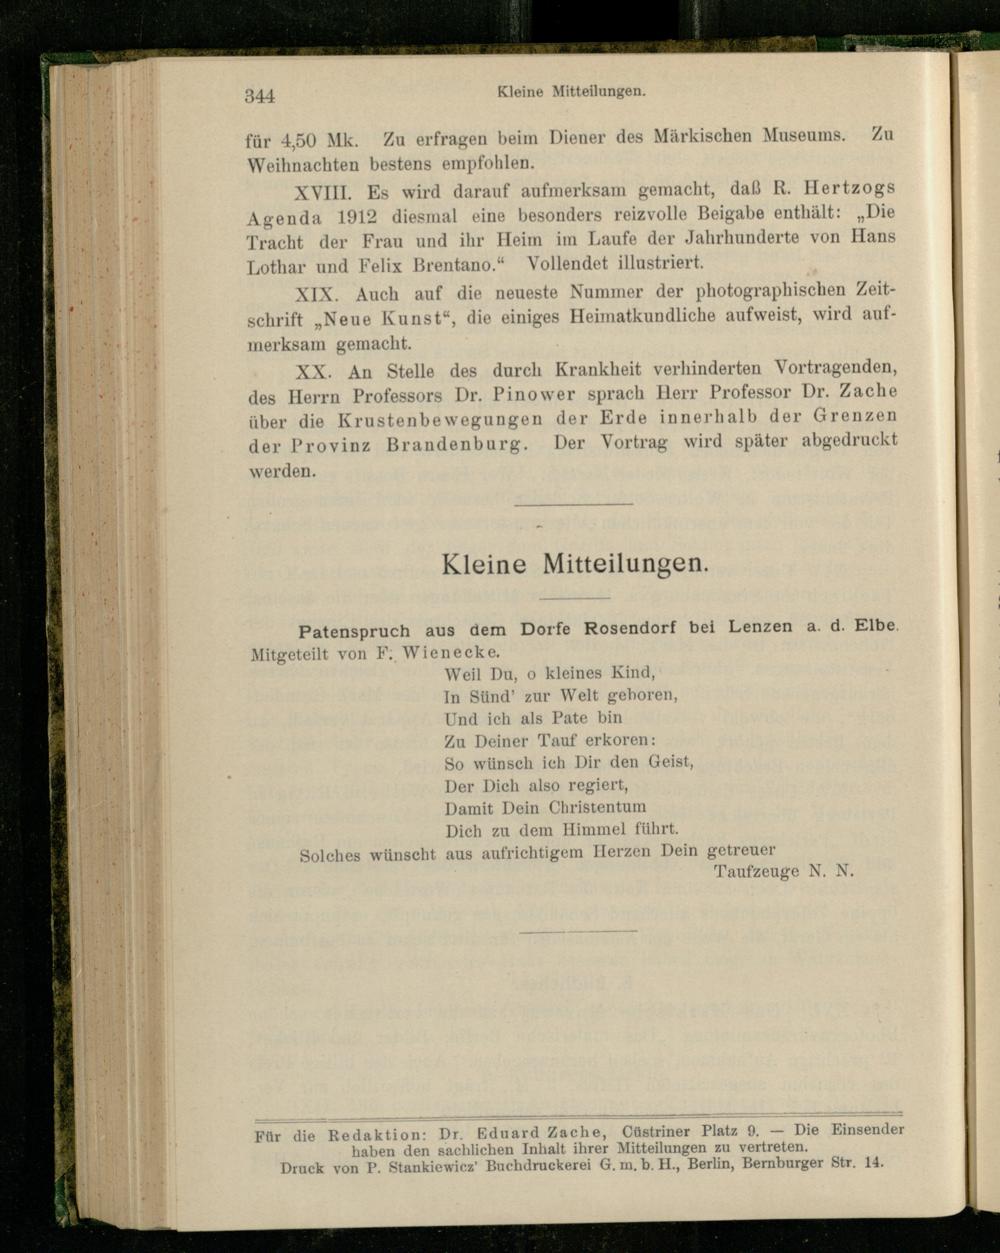 344
Kleine Mitteilungen.
für 4,50 Mk. Zu erfragen beim Diener des Märkischen Museums. Zu
Weihnachten bestens empfohlen.
XVIII. Es wird darauf aufmerksam gemacht, daß R. Hertzogs
Agenda 1912 diesmal eine besonders reizvolle Beigabe enthält: „Die
Tracht der Frau und ihr Heim im Laufe der Jahrhunderte von Hans
Lothar und Felix Brentano.“ Vollendet illustriert.
XIX. Auch auf die neueste Nummer der photographischen Zeit-
schrift „Neue Kunst“, die einiges Heimatkundliche aufweist, wird auf-
merksam gemacht.
XX. An Stelle des durch Krankheit verhinderten Vortragenden,
des Herrn Professors Dr. Pinower sprach Herr Professor Dr. Zache
über die Krustenbewegungen der Erde innerhalb der Grenzen
der Provinz Brandenburg. Der Vortrag wird später abgedruckt
werden.
Kleine Mitteilungen.
Patenspruch aus dem Dorfe Rosendorf bei Lenzen a. d. Elbe.
Mitgeteilt von F. Wienecke.
Weil Du, o kleines Kind,
In Sünd' zur Welt geboren,
Und ich als Pate bin
Zu Deiner Tauf erkoren:
So wünsch ich Dir den Geist,
Der Dich also regiert,
Damit Dein Christentum
Dich zu dem Himmel führt.
Solches wünscht aus aufrichtigem Herzen Dein getreuer
Taufzeuge N. N.
Für die Redaktion: Dr. Eduard Zache, Cüstriner Platz 9. — Die Einsender
haben den sachlichen Inhalt ihrer Mitteilungen zu vertreten.
Druck von P. Stankiewicz' Buchdruckerei G. m. b. H., Berlin, Bernburger Str. 14.